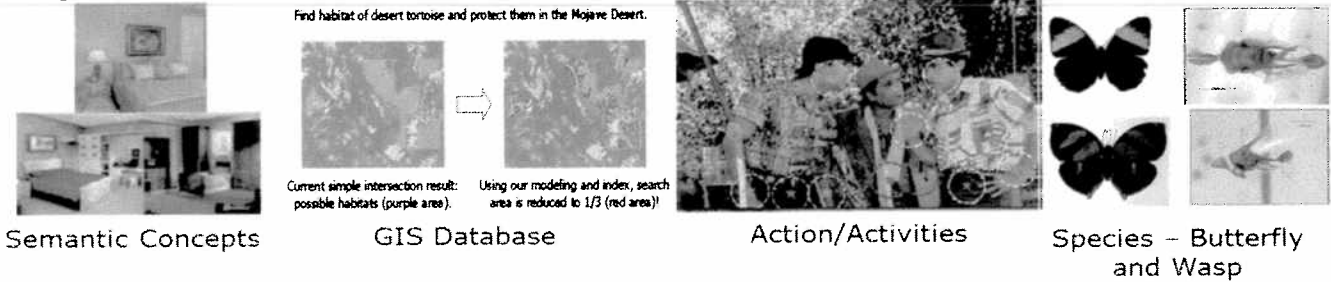 Find habitat of desert tortoise and protect them in the Mojave Desert.
Current simple intersection result:
possible habitats (purple area).
Using our modeling and index, search
area is reduced to 1/3 (red area)!
Semantic Concepts
GIS Database
Action/Activities
Species – Butterfly
and Wasp